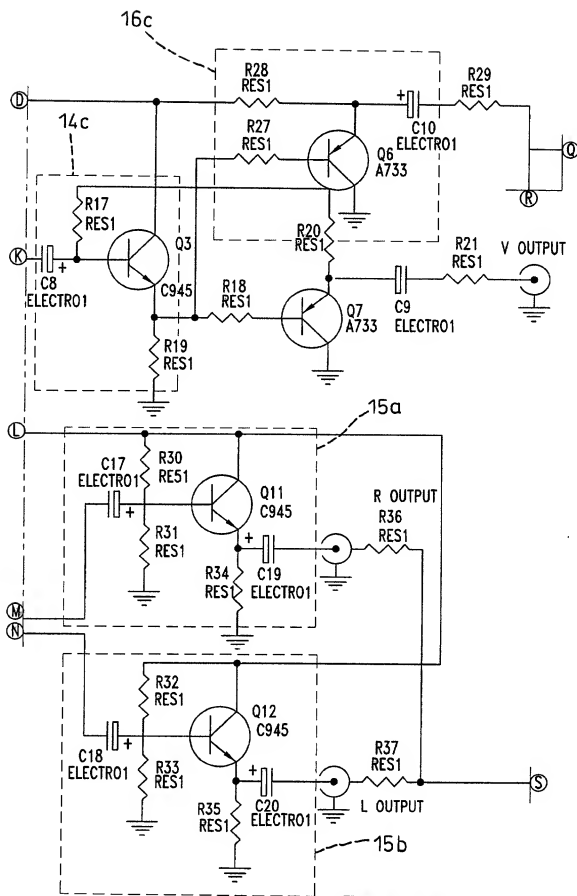 16c
R28
RES1
R29
RES1
D
+
C10
ELECTRO1
R27
RES1
14c
Q6
A733
Q
R
R17
RES1
Q3
R20
RES1
R21
RES1
V OUTPUT
K
+
C8
ELECTRO1
C945
R18
RES1
Q7
A733
C9
ELECTRO1
R19
RES1
15a
L
C17
ELECTRO1
R30
RE51
Q11
C945
R OUTPUT
R36
RES1
+
R31
RES1
+
C19
ELECTRO1
R34
RES1
M
N
R32
RES1
Q12
C945
R37
RES1
+
C18
ELECTRO1
R33
RES1
+
C20
ELECTRO1
L OUTPUT
S
R35
RES1
15b